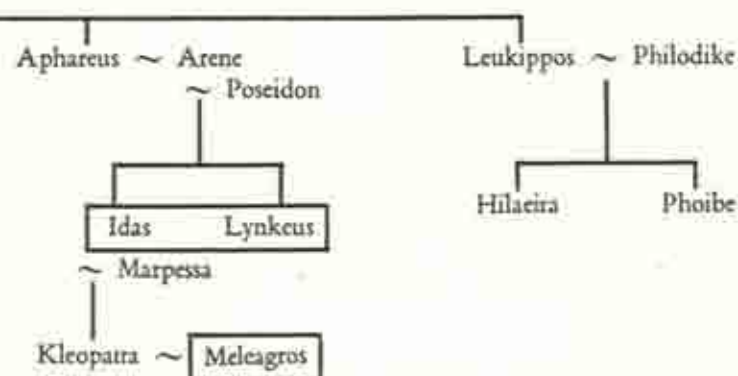 Aphareus ~ Arene Leukippos ~ Philodike
~ Poseidon
Hilaeira Phoibe
Idas Lynkeus
~ Marpessa
Kleopatra ~ Meleagros